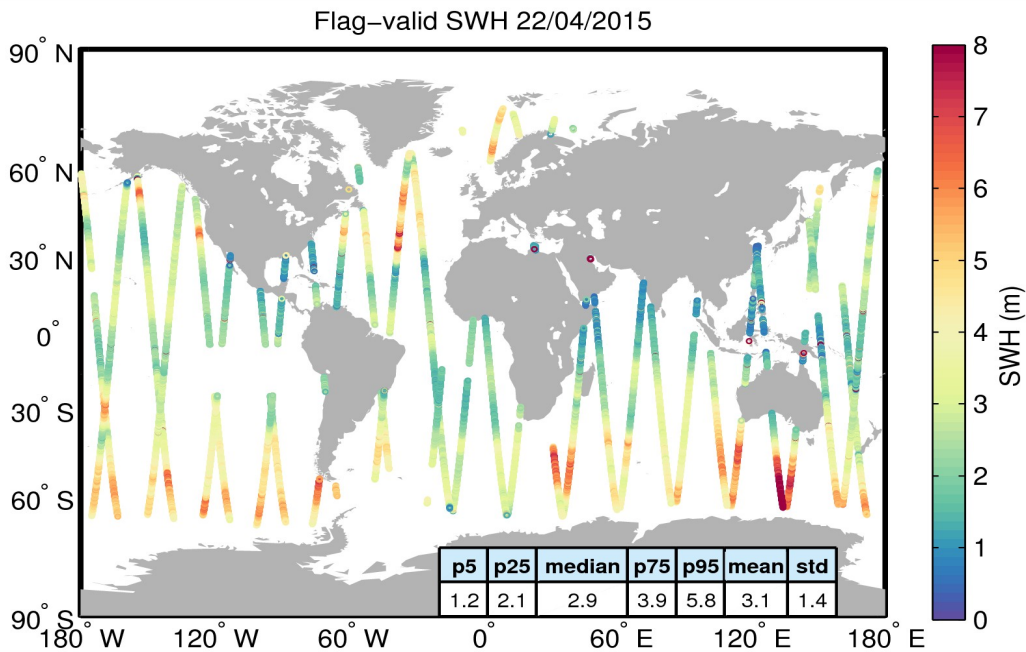 Flag−valid SWH 22/04/2015
90° N
60° N
30° N
0°
30° S
60° S
90° S
180° W
120° W
60° W
0°
60° E
120° E
180° E
p5 p25 median p75 p95 mean std
1.2 2.1 2.9 3.9 5.8 3.1 1.4
8
7
6
5
4
3
2
1
0
SWH (m)